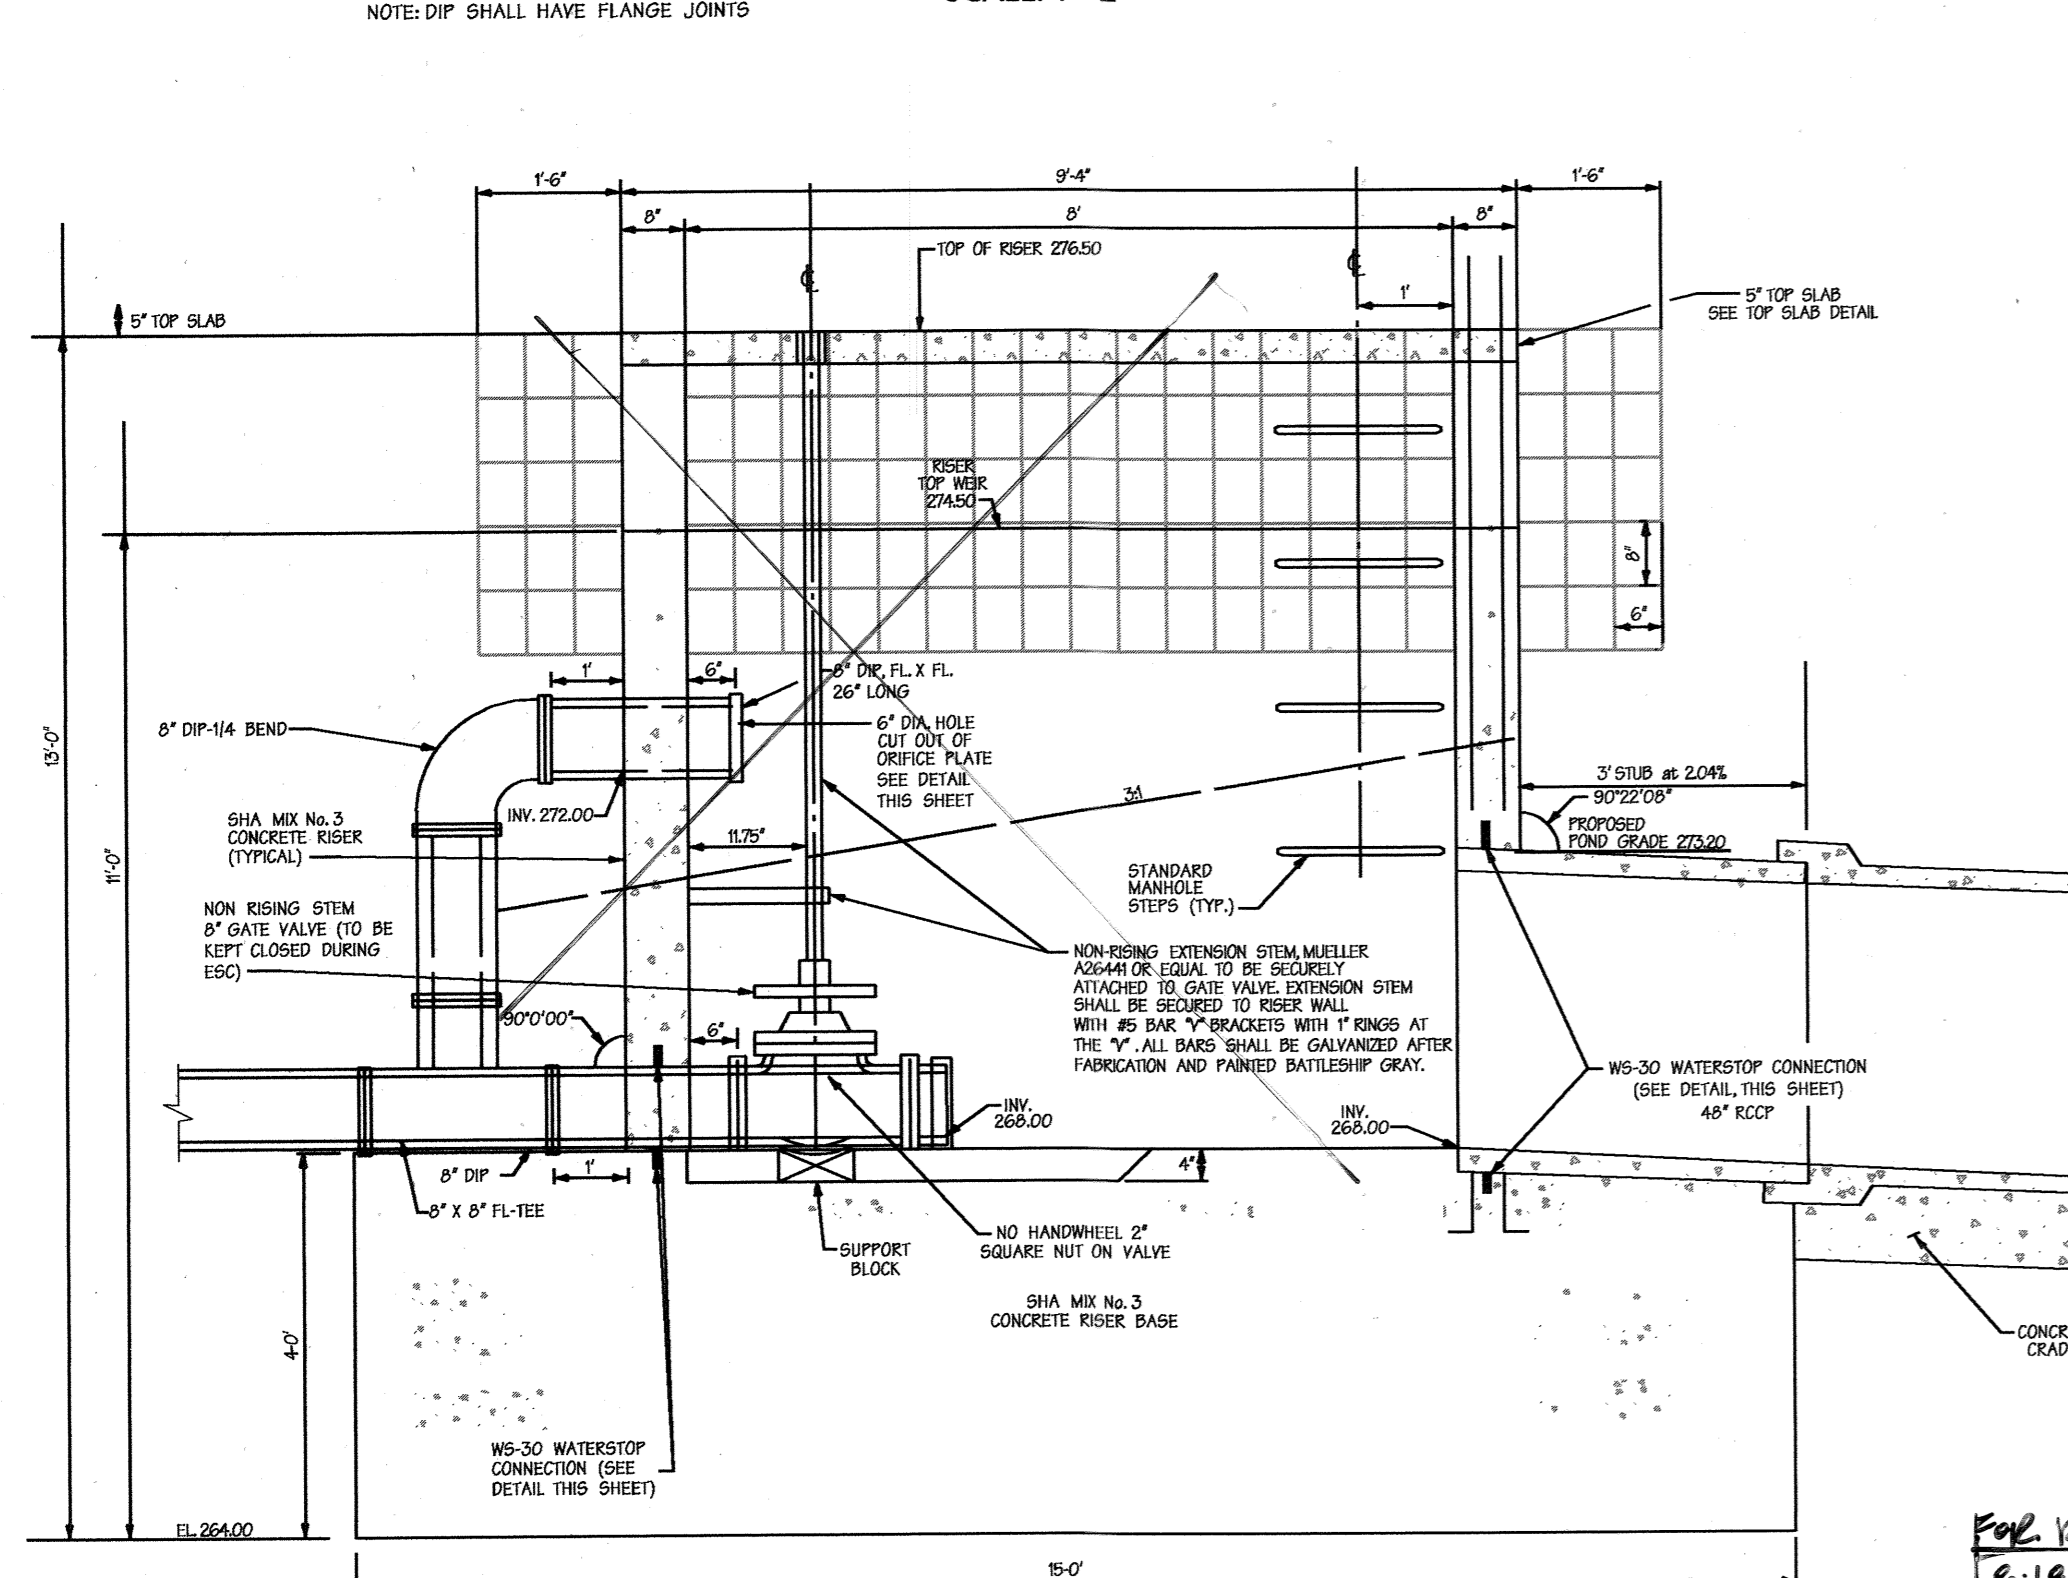 NOTE: DIP SHALL HAVE FLANGE JOINTS
1'-6"
9'-4"
1'-6"
8"
8'
8"
TOP OF RISER 276.50
℄
℄
1'
5" TOP SLAB
5" TOP SLAB
SEE TOP SLAB DETAIL
RISER
TOP WEIR
274.50
8"
6"
1'
6"
8" DIP, FL. X FL.
26" LONG
8" DIP-1/4 BEND
6" DIA. HOLE
CUT OUT OF
ORIFICE PLATE
SEE DETAIL
THIS SHEET
13'-0"
3' STUB at 2.04%
90°22'08"
3:1
INV. 272.00
SHA MIX No. 3
CONCRETE RISER
(TYPICAL)
11.75"
PROPOSED
POND GRADE 273.20
11'-0"
STANDARD
MANHOLE
STEPS (TYP.)
NON RISING STEM
8" GATE VALVE (TO BE
KEPT CLOSED DURING
ESC)
NON-RISING EXTENSION STEM, MUELLER
A26441 OR EQUAL TO BE SECURELY
ATTACHED TO GATE VALVE. EXTENSION STEM
SHALL BE SECURED TO RISER WALL
WITH #5 BAR "V" BRACKETS WITH 1" RINGS AT
THE "V". ALL BARS SHALL BE GALVANIZED AFTER
FABRICATION AND PAINTED BATTLESHIP GRAY.
90°0'00"
6"
WS-30 WATERSTOP CONNECTION
(SEE DETAIL, THIS SHEET)
48" RCCP
INV.
268.00
INV.
268.00
8" DIP
1'
4"
8" X 8" FL-TEE
NO HANDWHEEL 2"
SQUARE NUT ON VALVE
SUPPORT
BLOCK
SHA MIX No. 3
CONCRETE RISER BASE
4-0'
CONCR
CRAD
WS-30 WATERSTOP
CONNECTION (SEE
DETAIL THIS SHEET)
EL. 264.00
FOR
15-0'